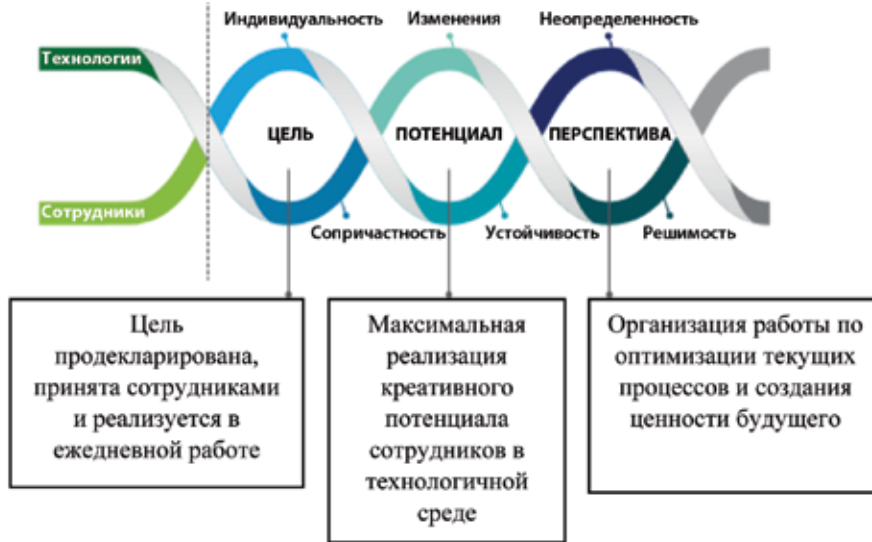 Индивидуальность
Изменения
Неопределенность
Технологии
ЦЕЛЬ
ПОТЕНЦИАЛ
ПЕРСПЕКТИВА
Сотрудники
Сопричастность
Устойчивость
Решимость
Цель
продекларирована,
принята сотрудниками
и реализуется в
ежедневной работе
Максимальная
реализация
креативного
потенциала
сотрудников в
технологичной
среде
Организация работы по
оптимизации текущих
процессов и создания
ценности будущего